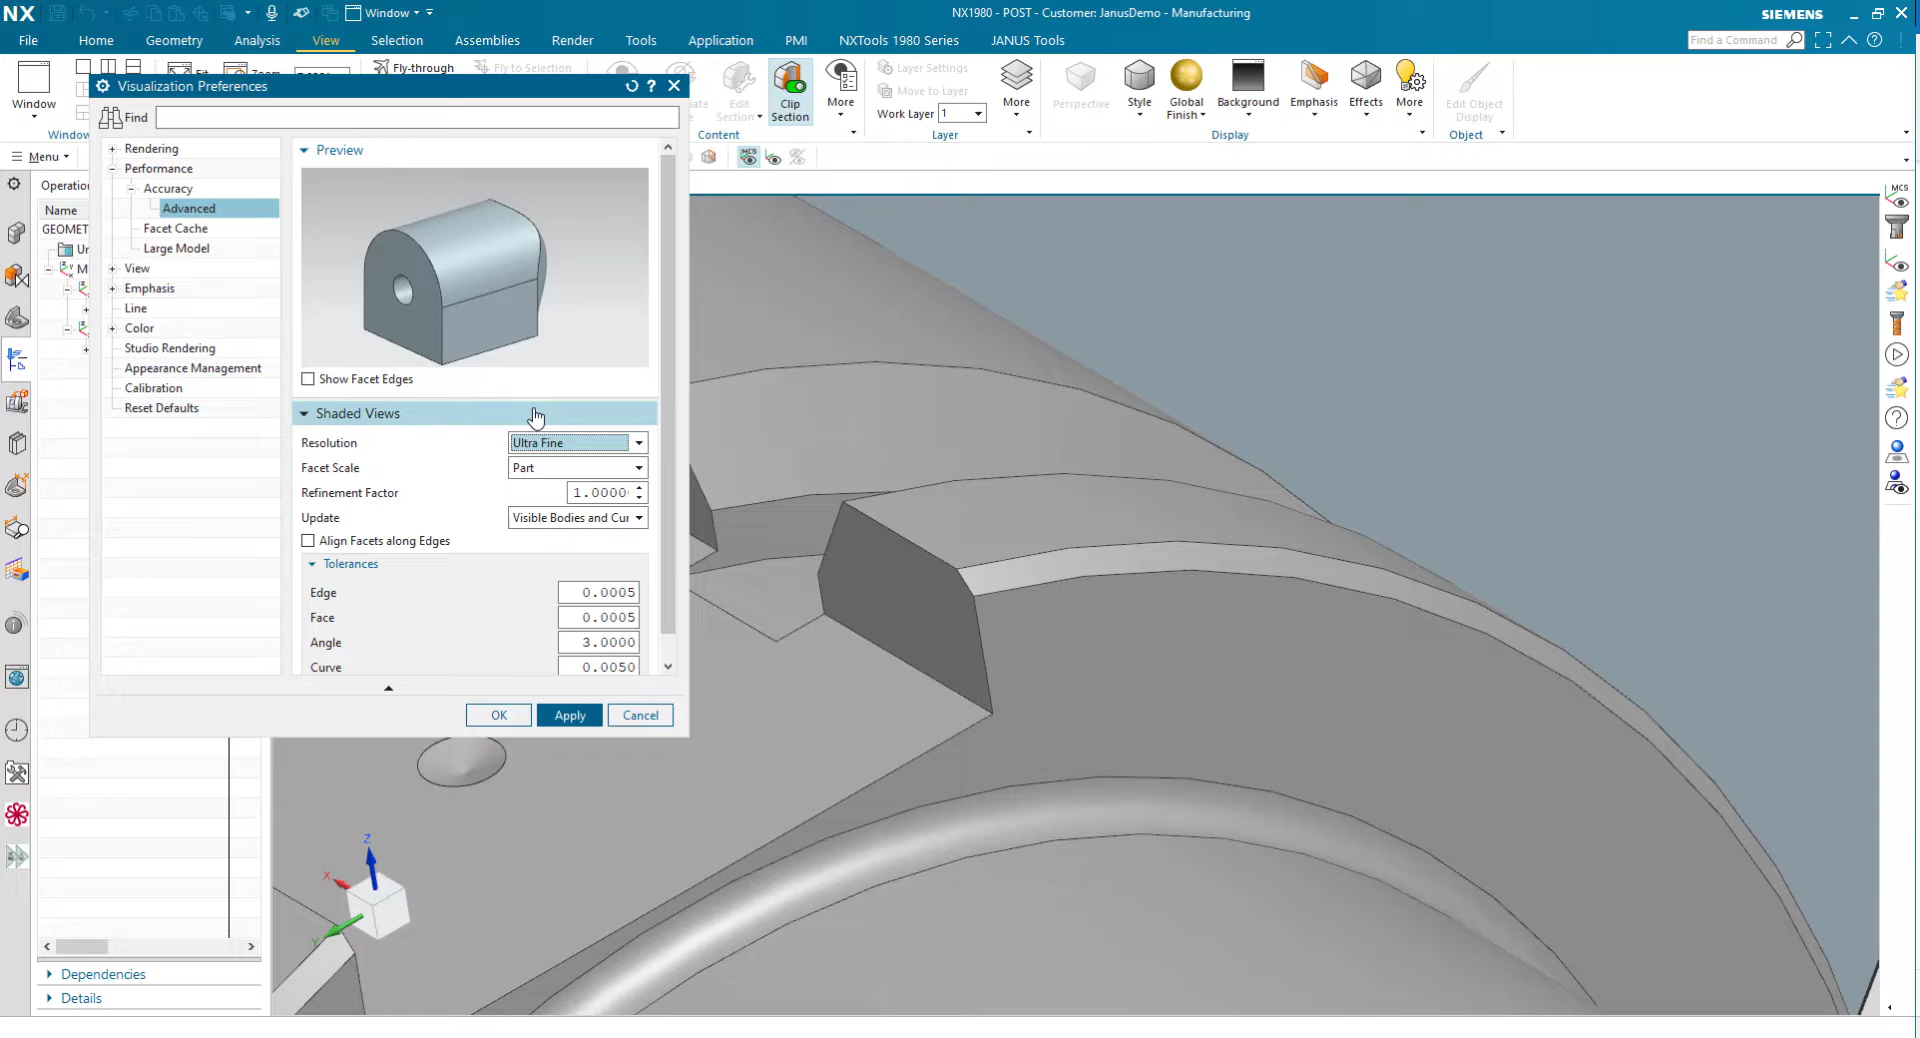 NX
Window
NX1980 - POST - Customer: JanusDemo - Manufacturing
SIEMENS
File
Home
Geometry
Analysis
View
Selection
Assemblies
Render
Tools
Application
PMI
NXTools 1980 Series
JANUS Tools
Find a Command
Window
Fly-through
Fly to Selection
Edit
Section
Clip
Section
More
Content
Layer Settings
Move to Layer
Work Layer 1
More
Layer
Perspective
Style
Global
Finish
Background
Emphasis
Effects
More
Display
Edit Object
Display
Object
Menu
MCS
Visualization Preferences
Find
Rendering
Performance
Accuracy
Advanced
Facet Cache
Large Model
View
Emphasis
Line
Color
Studio Rendering
Appearance Management
Calibration
Reset Defaults
Preview
Show Facet Edges
Shaded Views
Resolution
Ultra Fine
Facet Scale
Part
Refinement Factor
1.0000
Update
Visible Bodies and Cur
Align Facets along Edges
Tolerances
Edge
0.0005
Face
0.0005
Angle
3.0000
Curve
0.0050
OK
Apply
Cancel
Name
Z
X
Y
Dependencies
Details
MCS